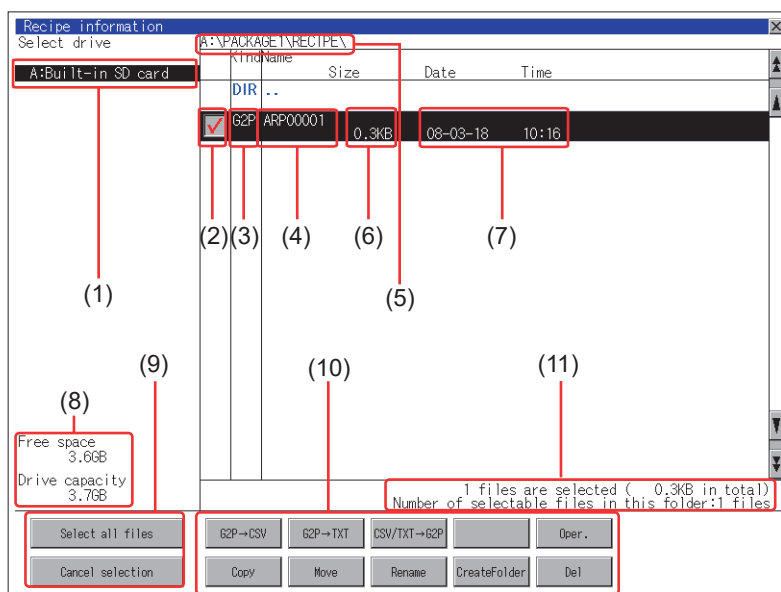 Recipe information
Select drive
A:\PACKAGE1\RECIPE\
Kind Name
Size Date Time
A:Built-in SD card
DIR ..
G2P ARP00001
0.3KB 08-03-18 10:16
(2) (3) (4) (6) (7)
(1)
(5)
(9)
(10)
(11)
(8)
Free space
3.6GB
Drive capacity
3.7GB
1 files are selected ( 0.3KB in total)
Number of selectable files in this folder:1 files
Select all files
G2P→CSV
G2P→TXT
CSV/TXT→G2P
Oper.
Cancel selection
Copy
Move
Rename
CreateFolder
Del